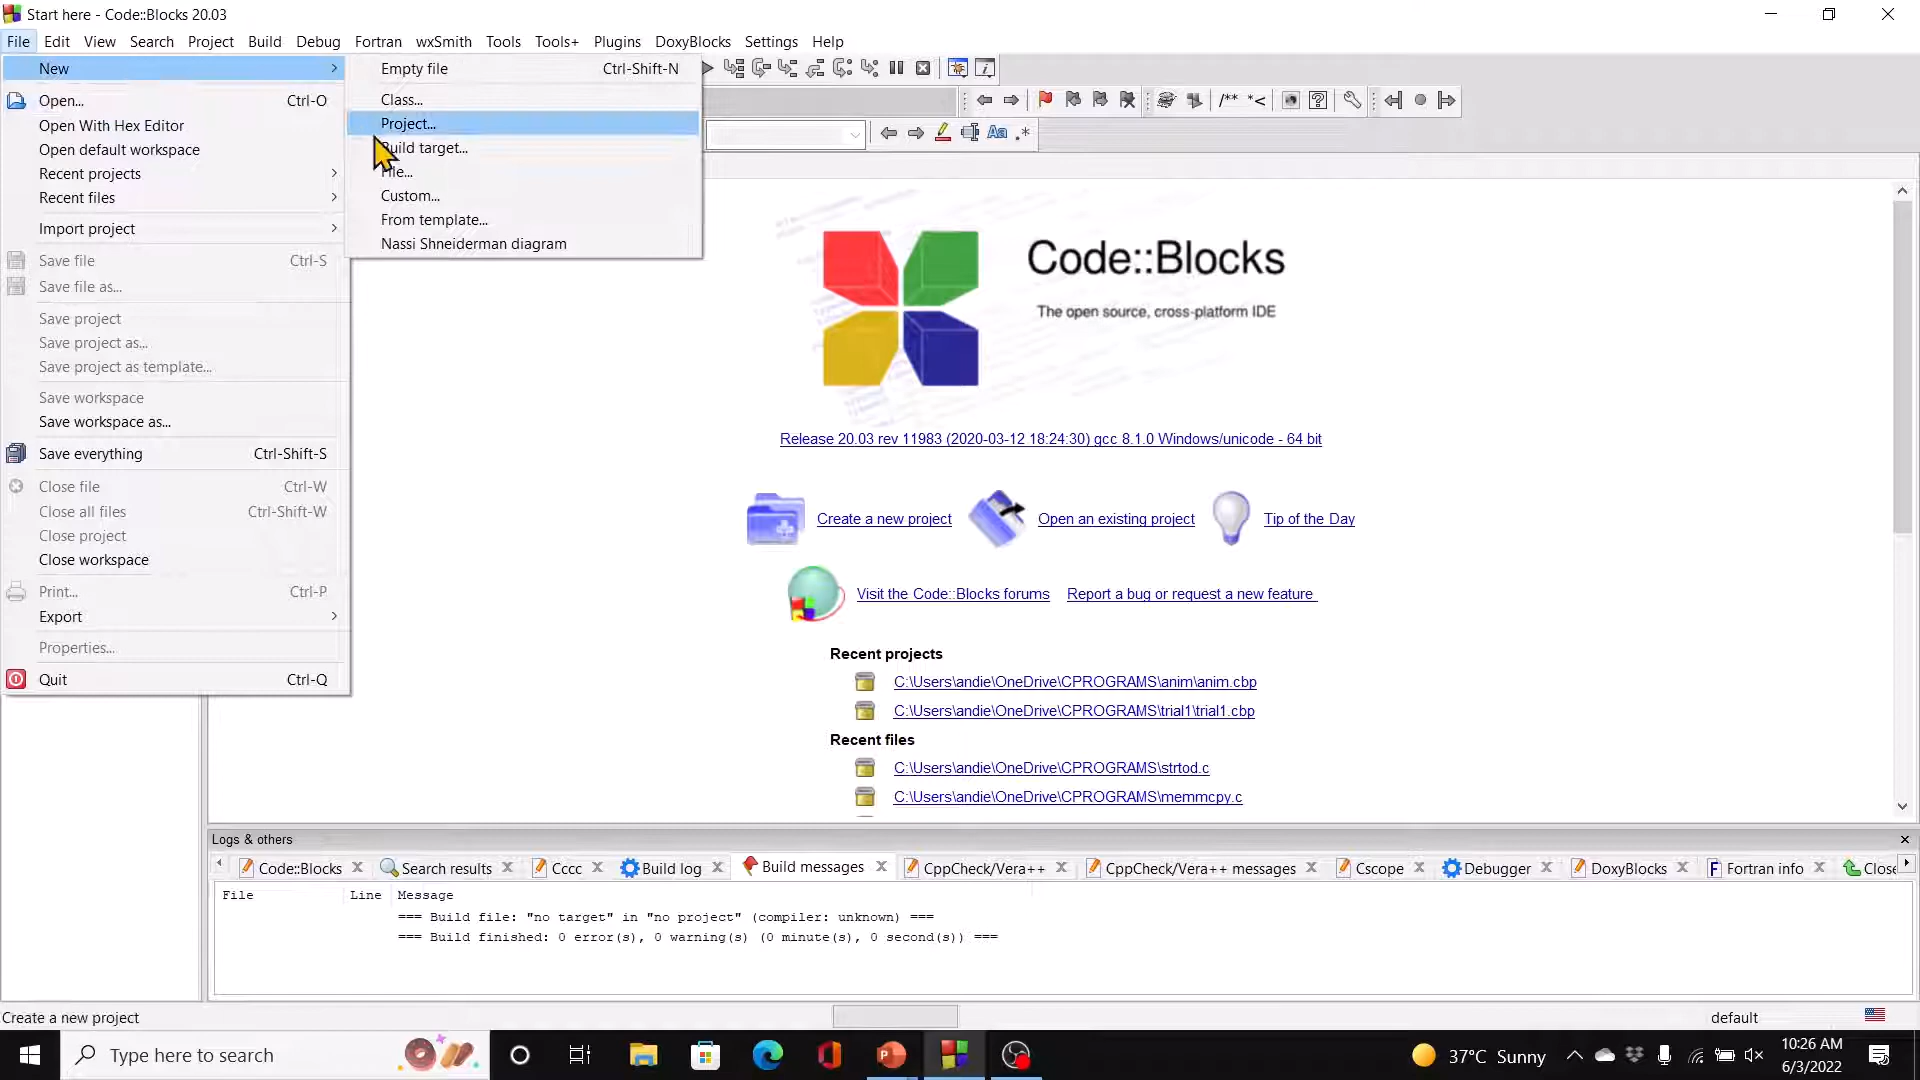 Start here - Code::Blocks 20.03
File Edit View Search Project Build Debug Fortran wxSmith Tools Tools+ Plugins DoxyBlocks Settings Help
New
Open... Ctrl-O
Open With Hex Editor
Open default workspace
Recent projects
Recent files
Import project
Save file Ctrl-S
Save file as...
Save project
Save project as...
Save project as template...
Save workspace
Save workspace as...
Save everything Ctrl-Shift-S
Close file Ctrl-W
Close all files Ctrl-Shift-W
Close project
Close workspace
Print... Ctrl-P
Export
Properties...
Quit Ctrl-Q
Empty file Ctrl-Shift-N
Class...
Project...
Build target...
File...
Custom...
From template...
Nassi Shneiderman diagram
/** *<
Aa .*
Code::Blocks
The open source, cross-platform IDE
Release 20.03 rev 11983 (2020-03-12 18:24:30) gcc 8.1.0 Windows/unicode - 64 bit
Create a new project Open an existing project Tip of the Day
Visit the Code::Blocks forums Report a bug or request a new feature
Recent projects
C:\Users\andie\OneDrive\CPROGRAMS\anim\anim.cbp
C:\Users\andie\OneDrive\CPROGRAMS\trial1\trial1.cbp
Recent files
C:\Users\andie\OneDrive\CPROGRAMS\strtod.c
C:\Users\andie\OneDrive\CPROGRAMS\memmcpy.c
Logs & others
Code::Blocks Search results Cccc Build log Build messages CppCheck/Vera++ CppCheck/Vera++ messages Cscope Debugger DoxyBlocks Fortran info Close
File Line Message
=== Build file: "no target" in "no project" (compiler: unknown) ===
=== Build finished: 0 error(s), 0 warning(s) (0 minute(s), 0 second(s)) ===
Create a new project default
Type here to search
37°C Sunny
10:26 AM
6/3/2022